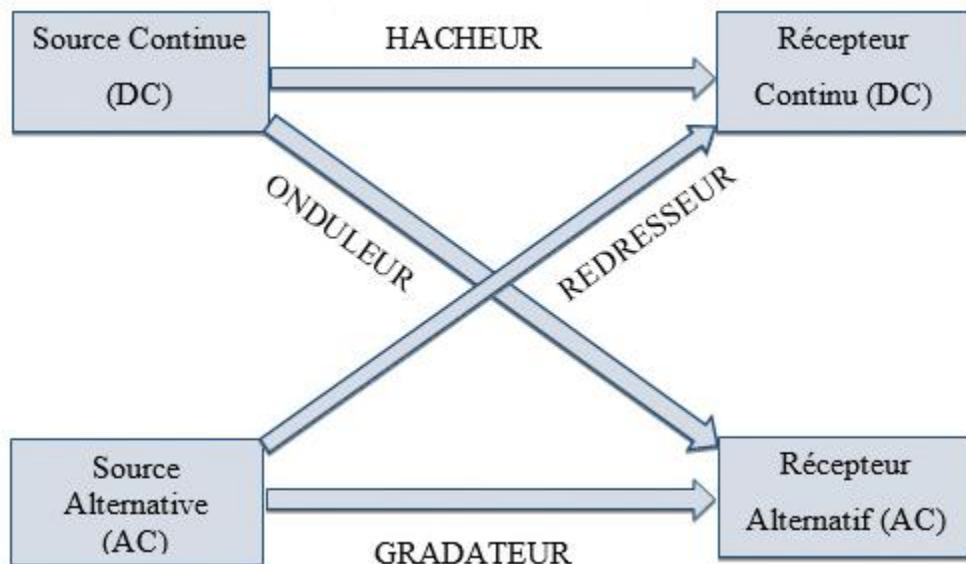 Source Continue
(DC)
HACHEUR
Récepteur
Continu (DC)
ONDULEUR
REDRESSEUR
Source
Alternative
(AC)
GRADATEUR
Récepteur
Alternatif (AC)